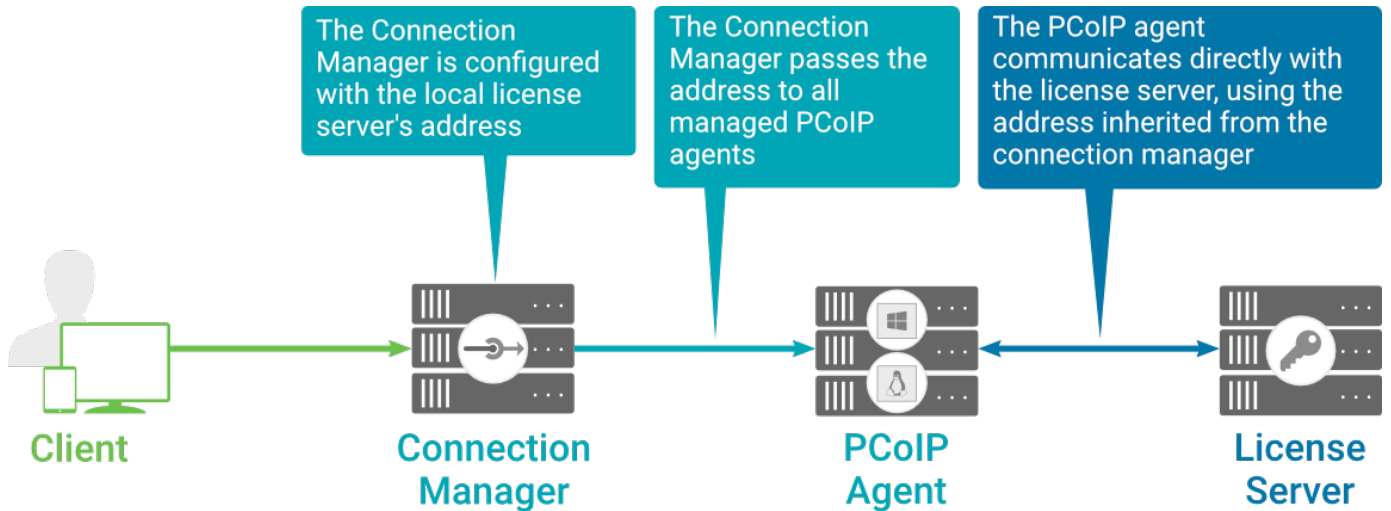 The Connection
Manager is configured
with the local license
server's address
The Connection
Manager passes the
address to all
managed PCoIP
agents
The PCoIP agent
communicates directly with
the license server, using the
address inherited from the
connection manager
Client
Connection
Manager
PCoIP
Agent
License
Server